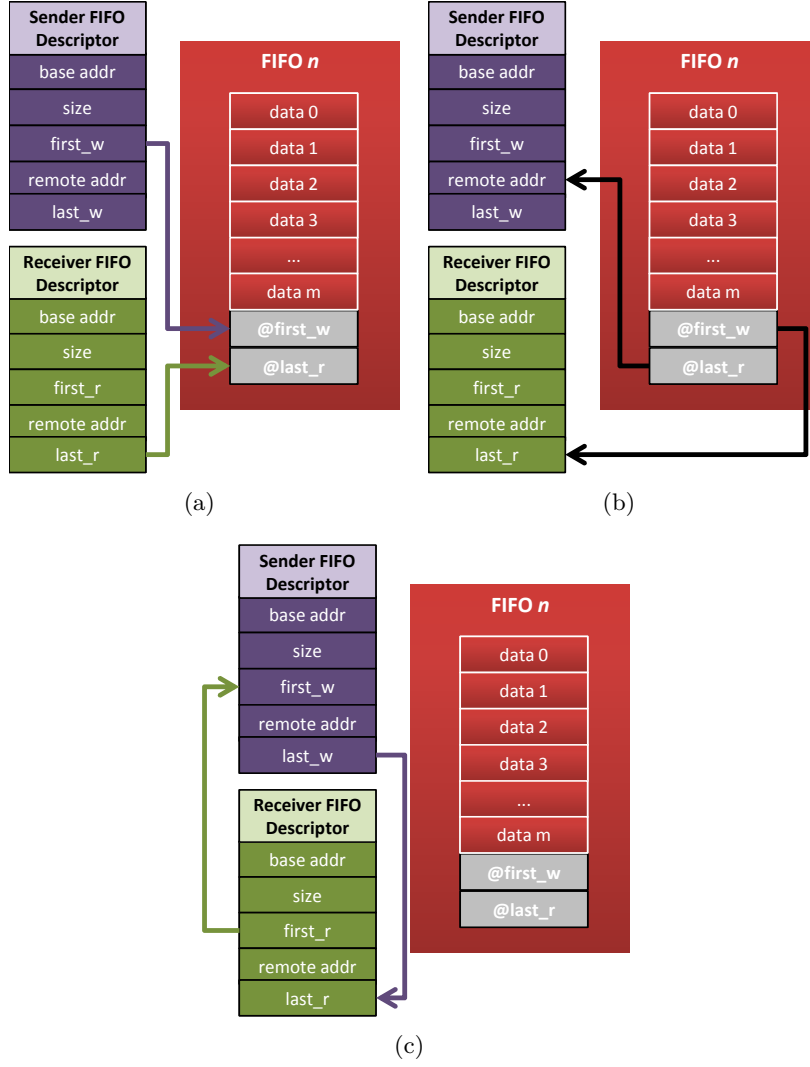 Sender FIFO
Descriptor
base addr
size
first_w
remote addr
last_w
Receiver FIFO
Descriptor
base addr
size
first_r
remote addr
last_r
FIFO n
data 0
data 1
data 2
data 3
...
data m
@first_w
@last_r
(a)
Sender FIFO
Descriptor
base addr
size
first_w
remote addr
last_w
Receiver FIFO
Descriptor
base addr
size
first_r
remote addr
last_r
FIFO n
data 0
data 1
data 2
data 3
...
data m
@first_w
@last_r
(b)
Sender FIFO
Descriptor
base addr
size
first_w
remote addr
last_w
Receiver FIFO
Descriptor
base addr
size
first_r
remote addr
last_r
FIFO n
data 0
data 1
data 2
data 3
...
data m
@first_w
@last_r
(c)